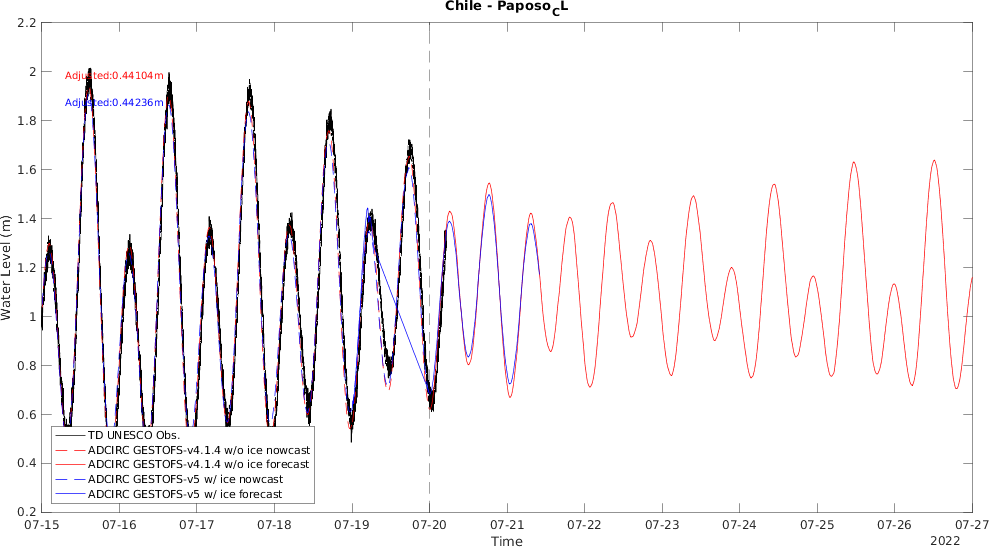 Chile - PaposoCL
2.2
2
1.8
1.6
1.4
1.2
1
0.8
0.6
0.4
0.2
Water Level (m)
Adjusted:0.44104m
Adjusted:0.44236m
TD UNESCO Obs.
ADCIRC GESTOFS-v4.1.4 w/o ice nowcast
ADCIRC GESTOFS-v4.1.4 w/o ice forecast
ADCIRC GESTOFS-v5 w/ ice nowcast
ADCIRC GESTOFS-v5 w/ ice forecast
07-15 07-16 07-17 07-18 07-19 07-20 07-21 07-22 07-23 07-24 07-25 07-26 07-27
Time
2022